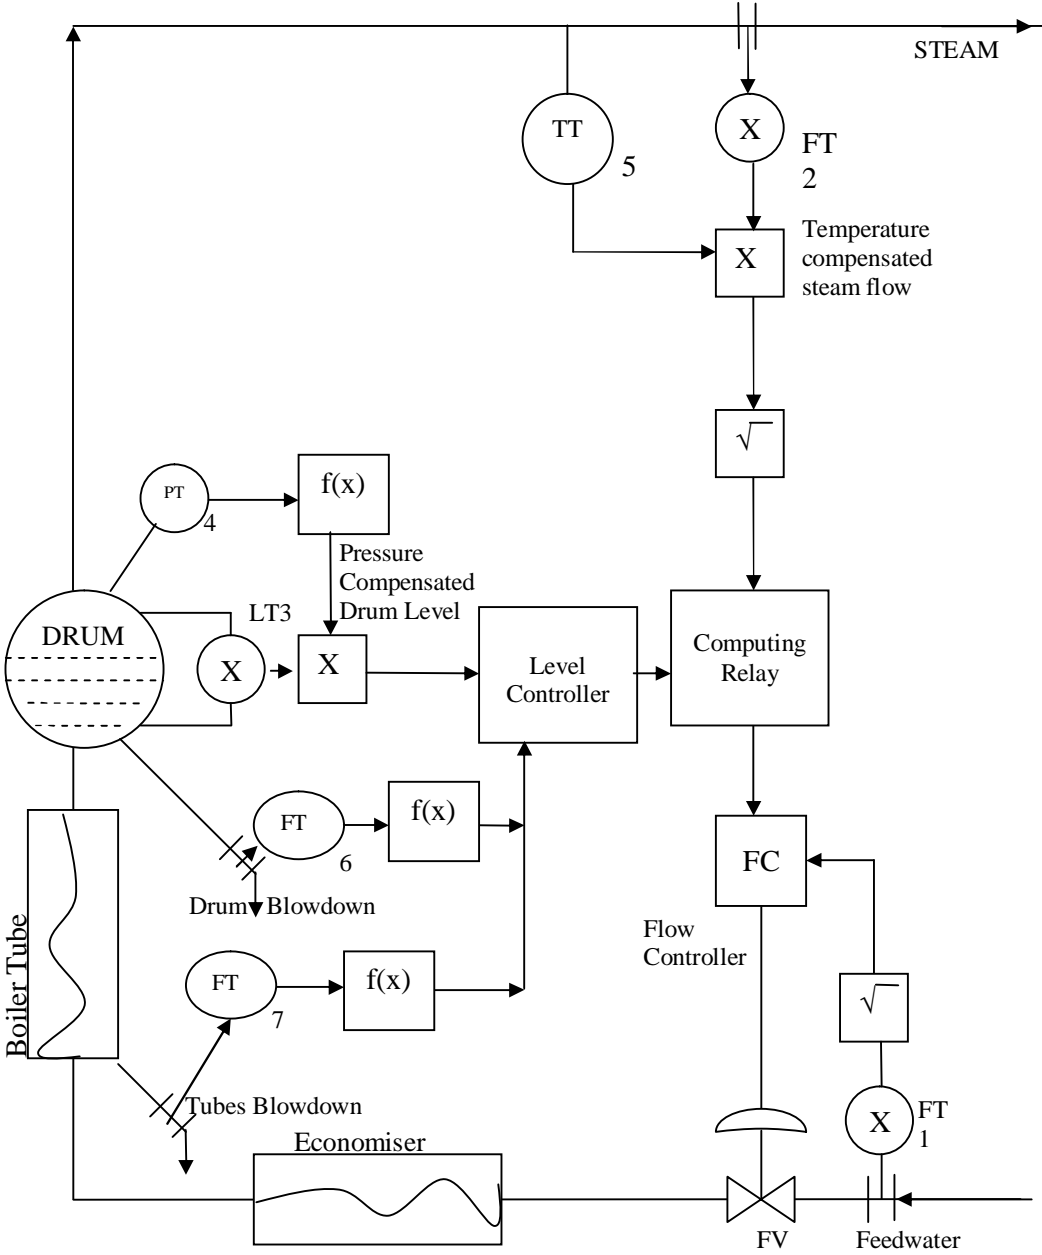 STEAM
TT
5
X
FT
2
X
Temperature
compensated
steam flow
√
PT
4
f(x)
Pressure
Compensated
Drum Level
LT3
DRUM
X
X
Level
Controller
Computing
Relay
FT
6
f(x)
Drum Blowdown
FC
Flow
Controller
Boiler Tube
FT
7
f(x)
√
Tubes Blowdown
X
FT
1
Economiser
FV
Feedwater